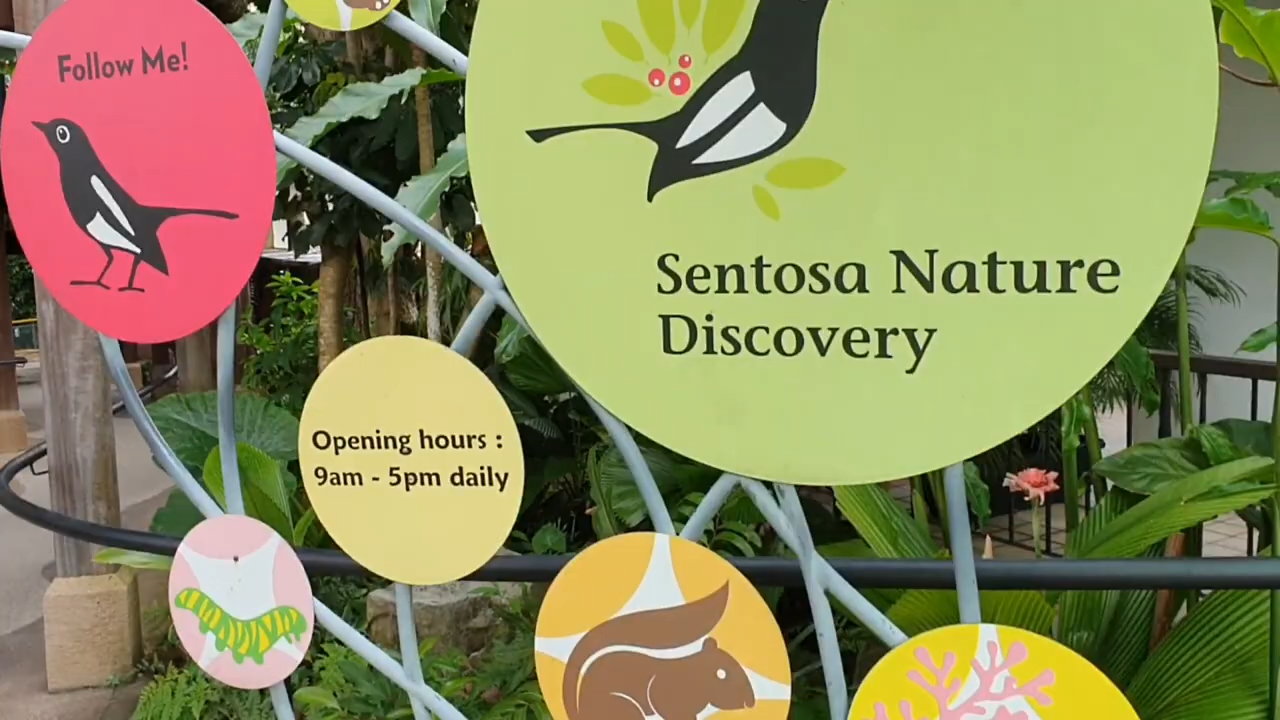 Follow Me!
Sentosa Nature
Discovery
Opening hours :
9am - 5pm daily